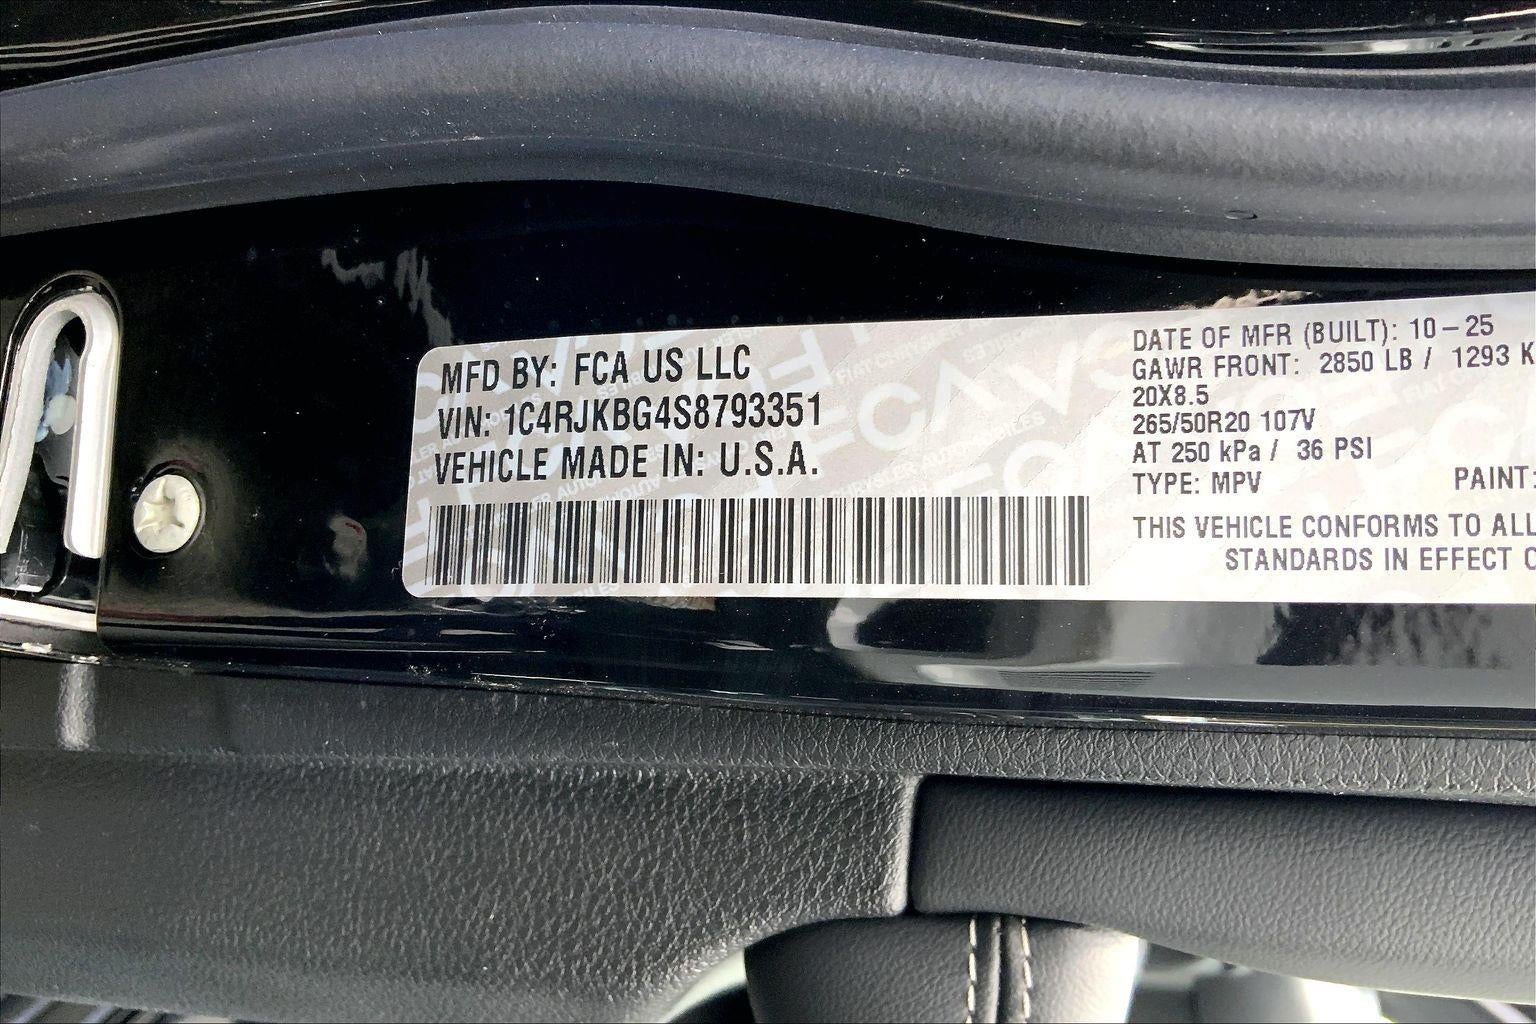 MFD BY: FCA US LLC
VIN: 1C4RJKBG4S8793351
VEHICLE MADE IN: U.S.A.
DATE OF MFR (BUILT): 10-25
GAWR FRONT: 2850 LB / 1293 K
20X8.5
265/50R20 107V
AT 250 kPa / 36 PSI
TYPE: MPV PAINT:
THIS VEHICLE CONFORMS TO ALL
STANDARDS IN EFFECT